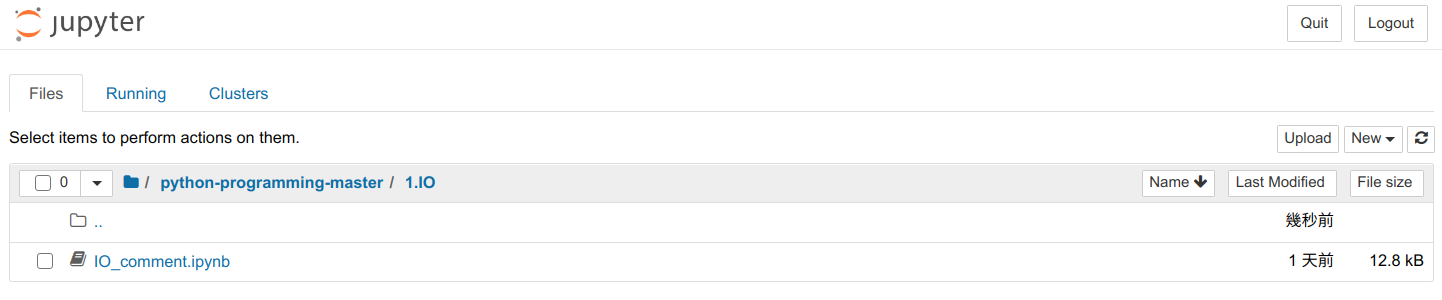 jupyter
Quit Logout
Files Running Clusters
Select items to perform actions on them.
Upload New
0 / python-programming-master / 1.IO Name Last Modified File size
.. 幾秒前
IO_comment.ipynb 1 天前 12.8 kB